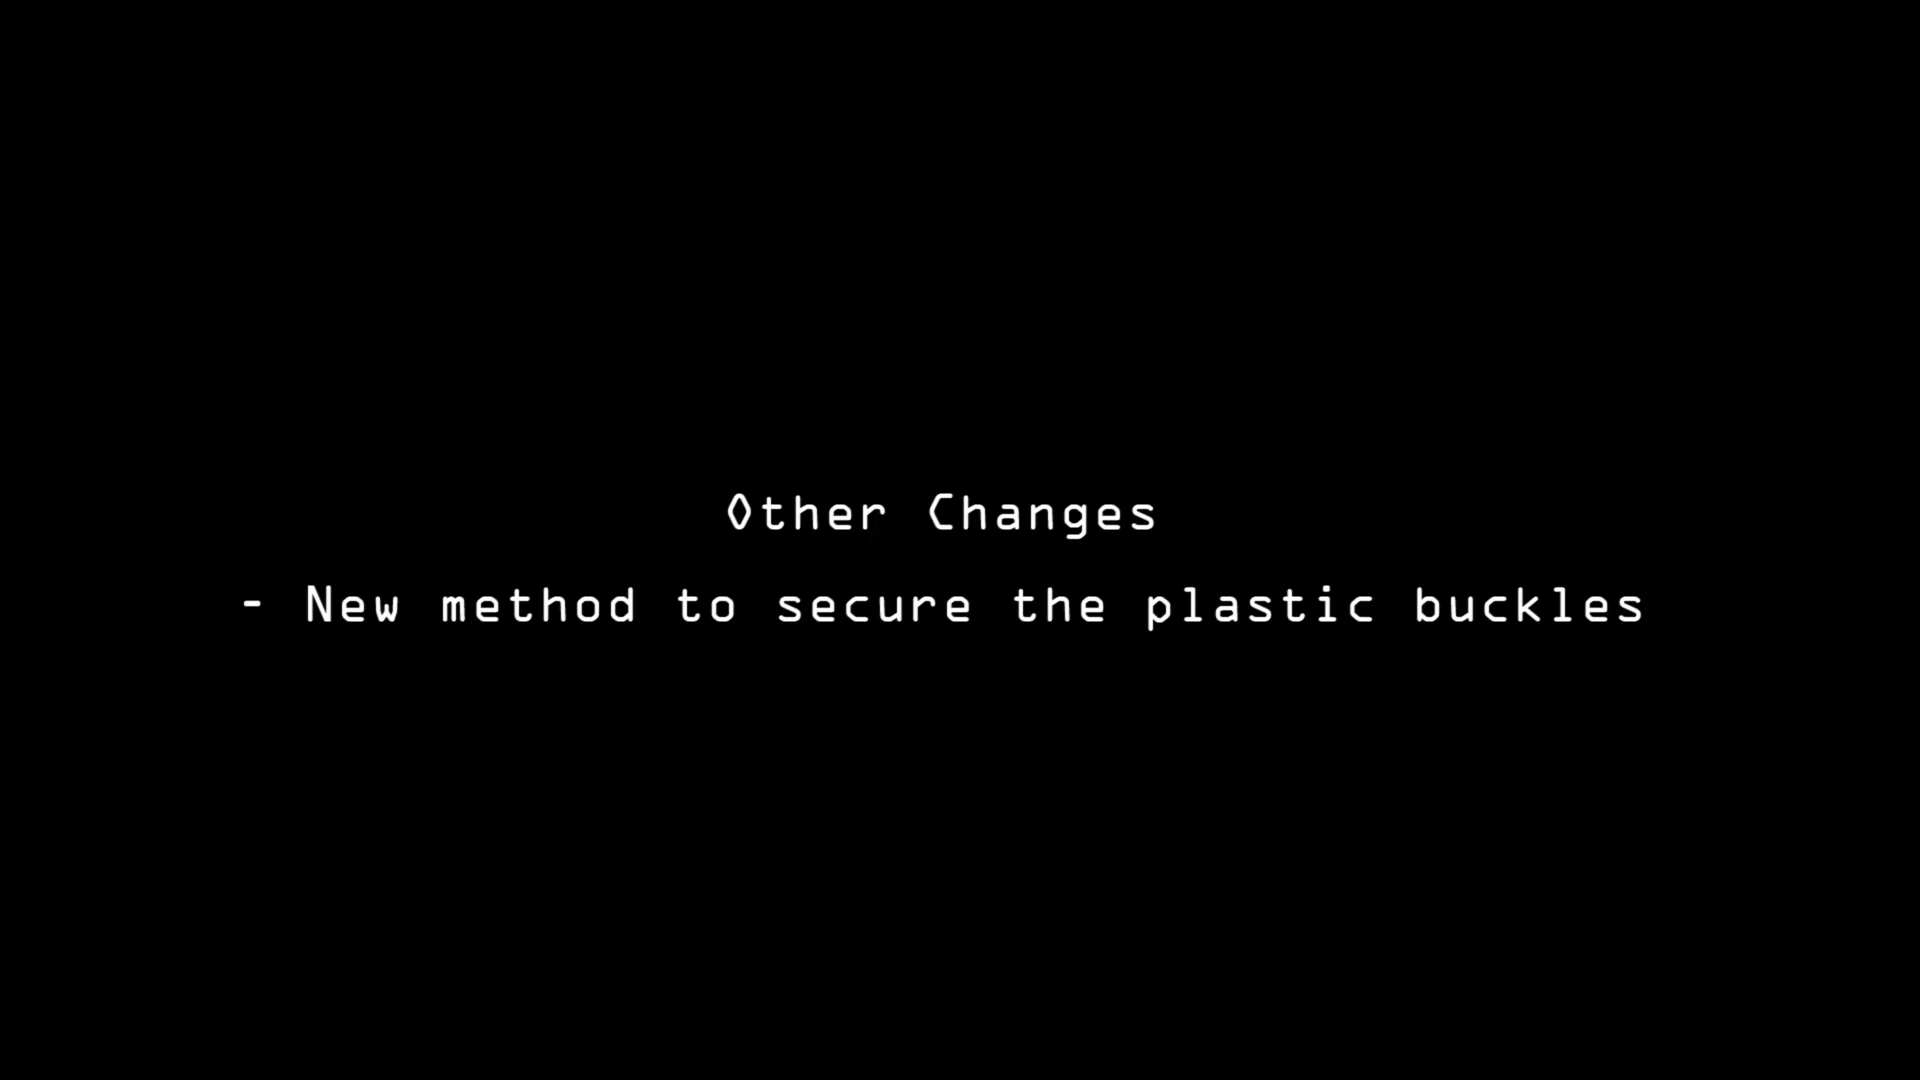 Other Changes
- New method to secure the plastic buckles